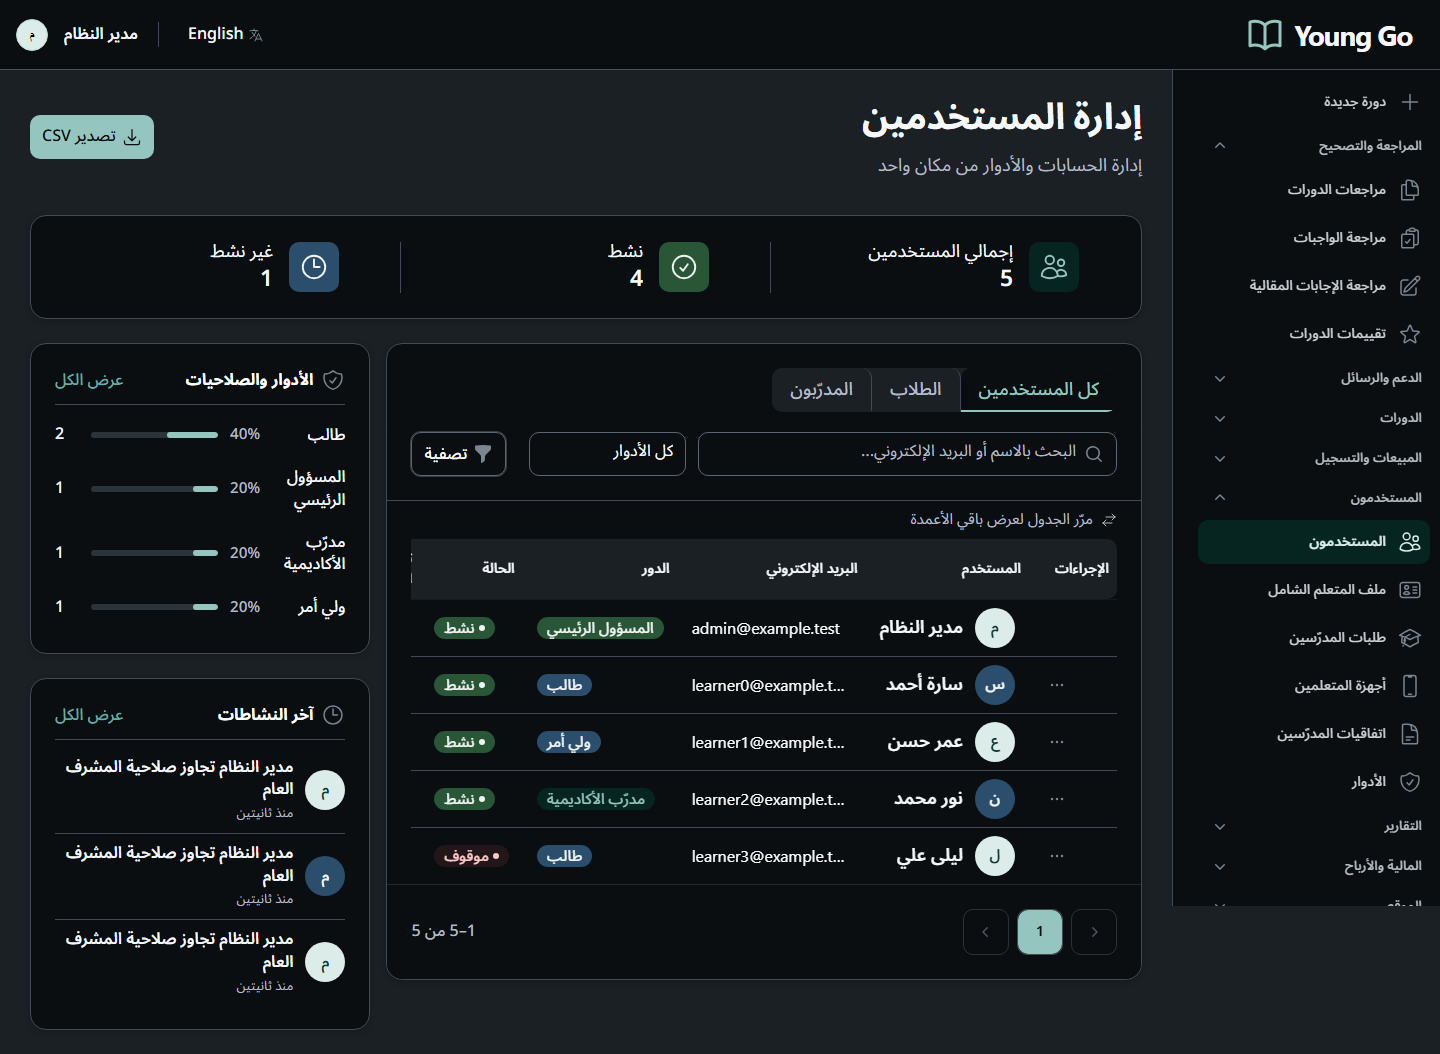 Young Go
English
مدير النظام
م
دورة جديدة
المراجعة والتصحيح
مراجعات الدورات
مراجعة الواجبات
مراجعة الإجابات المقالية
تقييمات الدورات
الدعم والرسائل
الدورات
المبيعات والتسجيل
المستخدمون
المستخدمون
ملف المتعلم الشامل
طلبات المدرّسين
أجهزة المتعلمين
اتفاقيات المدرّسين
الأدوار
التقارير
المالية والأرباح
إدارة المستخدمين
إدارة الحسابات والأدوار من مكان واحد
تصدير CSV
إجمالي المستخدمين
5
نشط
4
غير نشط
1
كل المستخدمين
الطلاب
المدرّبون
البحث بالاسم أو البريد الإلكتروني...
كل الأدوار
تصفية
مرّر الجدول لعرض باقي الأعمدة
الإجراءات المستخدم البريد الإلكتروني الدور الحالة
م مدير النظام admin@example.test المسؤول الرئيسي نشط
... س سارة أحمد learner0@example.t... طالب نشط
... ع عمر حسن learner1@example.t... ولي أمر نشط
... ن نور محمد learner2@example.t... مدرّب الأكاديمية نشط
... ل ليلى علي learner3@example.t... طالب موقوف
1
1–5 من 5
الأدوار والصلاحيات
عرض الكل
طالب 40% 2
المسؤول
الرئيسي
20% 1
مدرّب
الأكاديمية
20% 1
ولي أمر 20% 1
آخر النشاطات
عرض الكل
م
مدير النظام تجاوز صلاحية المشرف
العام
منذ ثانيتين
م
مدير النظام تجاوز صلاحية المشرف
العام
منذ ثانيتين
م
مدير النظام تجاوز صلاحية المشرف
العام
منذ ثانيتين